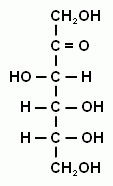 CH₂OH
C = O
HO – C – H
H – C – OH
H – C – OH
CH₂OH